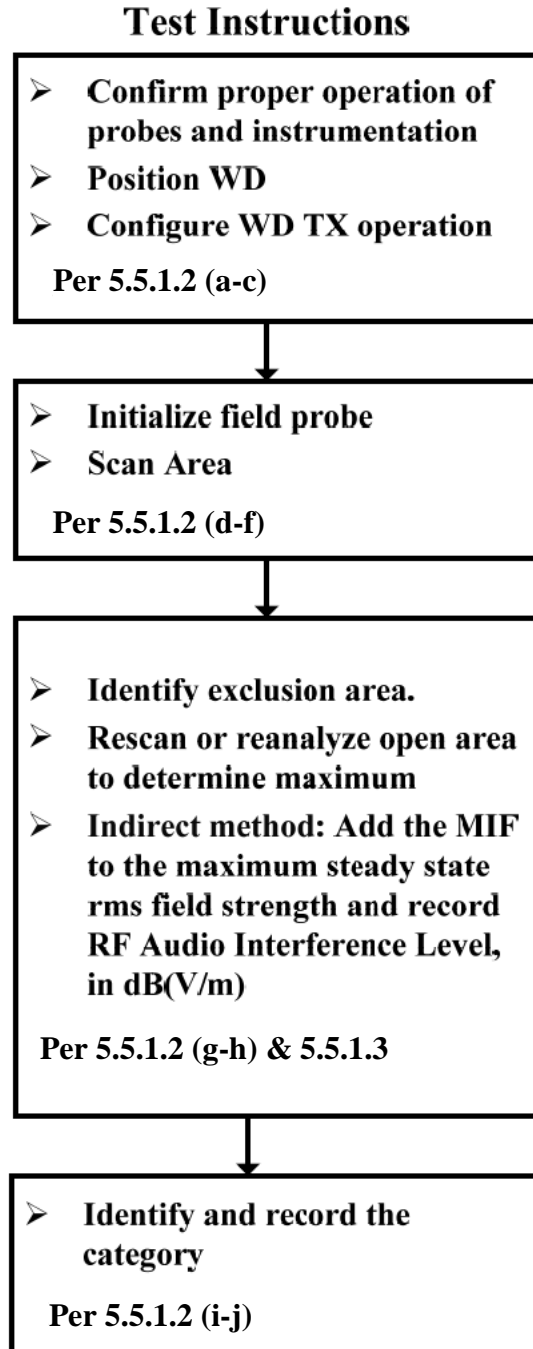 Test Instructions
➢ Confirm proper operation of
probes and instrumentation
➢ Position WD
➢ Configure WD TX operation
Per 5.5.1.2 (a-c)
➢ Initialize field probe
➢ Scan Area
Per 5.5.1.2 (d-f)
➢ Identify exclusion area.
➢ Rescan or reanalyze open area
to determine maximum
➢ Indirect method: Add the MIF
to the maximum steady state
rms field strength and record
RF Audio Interference Level,
in dB(V/m)
Per 5.5.1.2 (g-h) & 5.5.1.3
➢ Identify and record the
category
Per 5.5.1.2 (i-j)